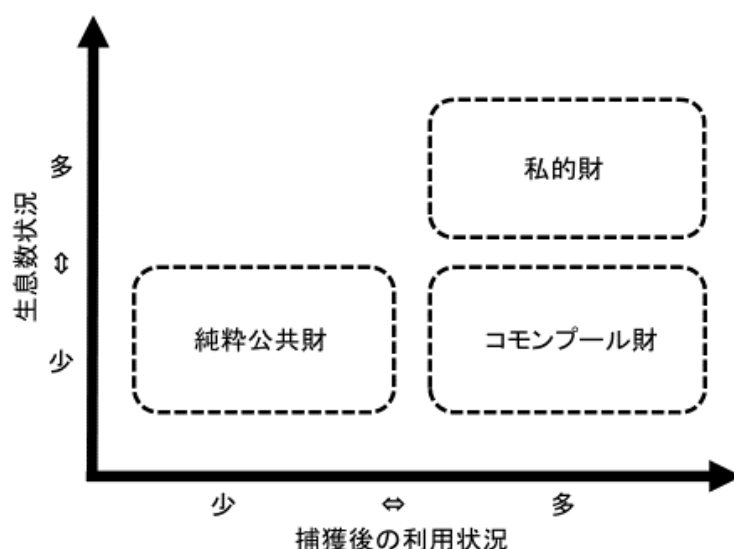 生息数状況
多
⇕
少
私的財
純粋公共財
コモンプール財
少
⇔
多
捕獲後の利用状況